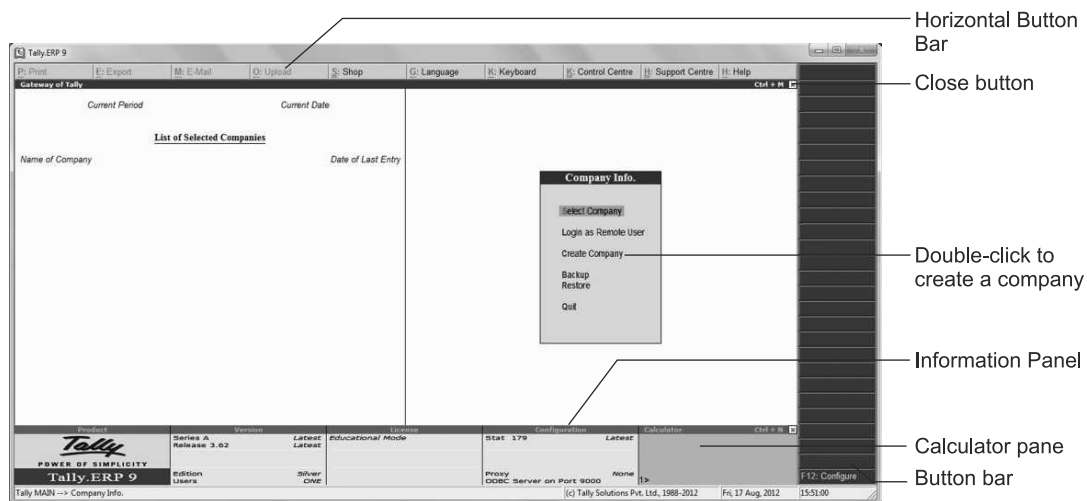 Horizontal Button
Bar
Tally.ERP 9
P: Print E: Export M: E-Mail O: Upload S: Shop G: Language K: Keyboard K: Control Centre H: Support Centre H: Help
Gateway of Tally Ctrl + M
Close button
Current Period Current Date
List of Selected Companies
Name of Company Date of Last Entry
Company Info.
Select Company
Login as Remote User
Create Company
Double-click to
create a company
Backup
Restore
Quit
Information Panel
Product Version License Configuration Calculator Ctrl + N
Tally
POWER OF SIMPLICITY
Tally.ERP 9
Series A Latest
Release 3.62 Latest
Edition Silver
Users ONE
Educational Mode
Stat 179 Latest
Proxy None
ODBC Server on Port 9000
1>
Calculator pane
Button bar
F12: Configure
Tally MAIN --> Company Info. (c) Tally Solutions Pvt. Ltd., 1988-2012 Fri, 17 Aug, 2012 15:51:00